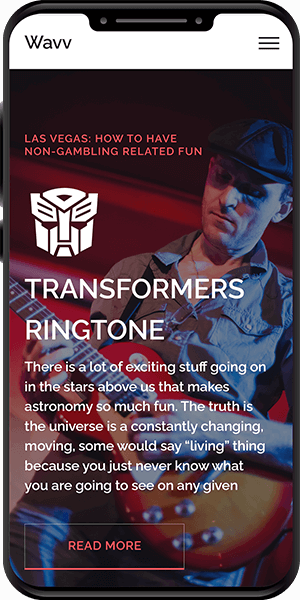 Wavv
LAS VEGAS: HOW TO HAVE
NON-GAMBLING RELATED FUN
TRANSFORMERS
RINGTONE
There is a lot of exciting stuff going on
in the stars above us that makes
astronomy so much fun. The truth is
the universe is a constantly changing,
moving, some would say “living” thing
because you just never know what
you are going to see on any given
READ MORE